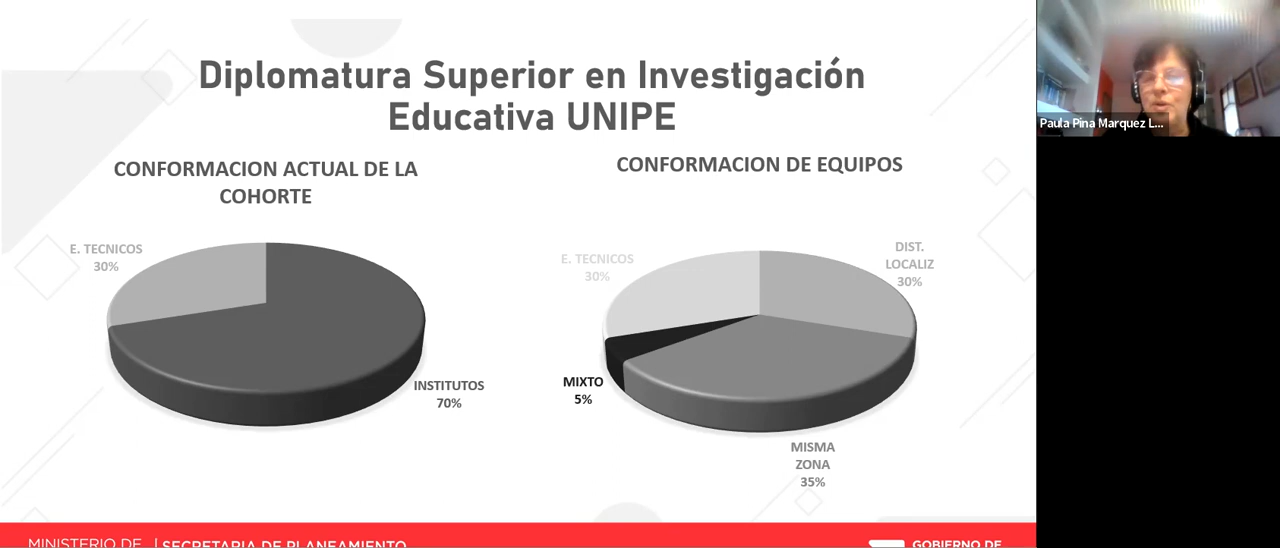 Diplomatura Superior en Investigación
Educativa UNIPE
CONFORMACION ACTUAL DE LA
COHORTE
E. TECNICOS
30%
INSTITUTOS
70%
CONFORMACION DE EQUIPOS
E. TECNICOS
30%
DIST.
LOCALIZ
30%
MIXTO
5%
MISMA
ZONA
35%
MINISTERIO DE
SECRETARIA DE PLANEAMIENTO
GOBIERNO DE
Paula Pina Marquez L...